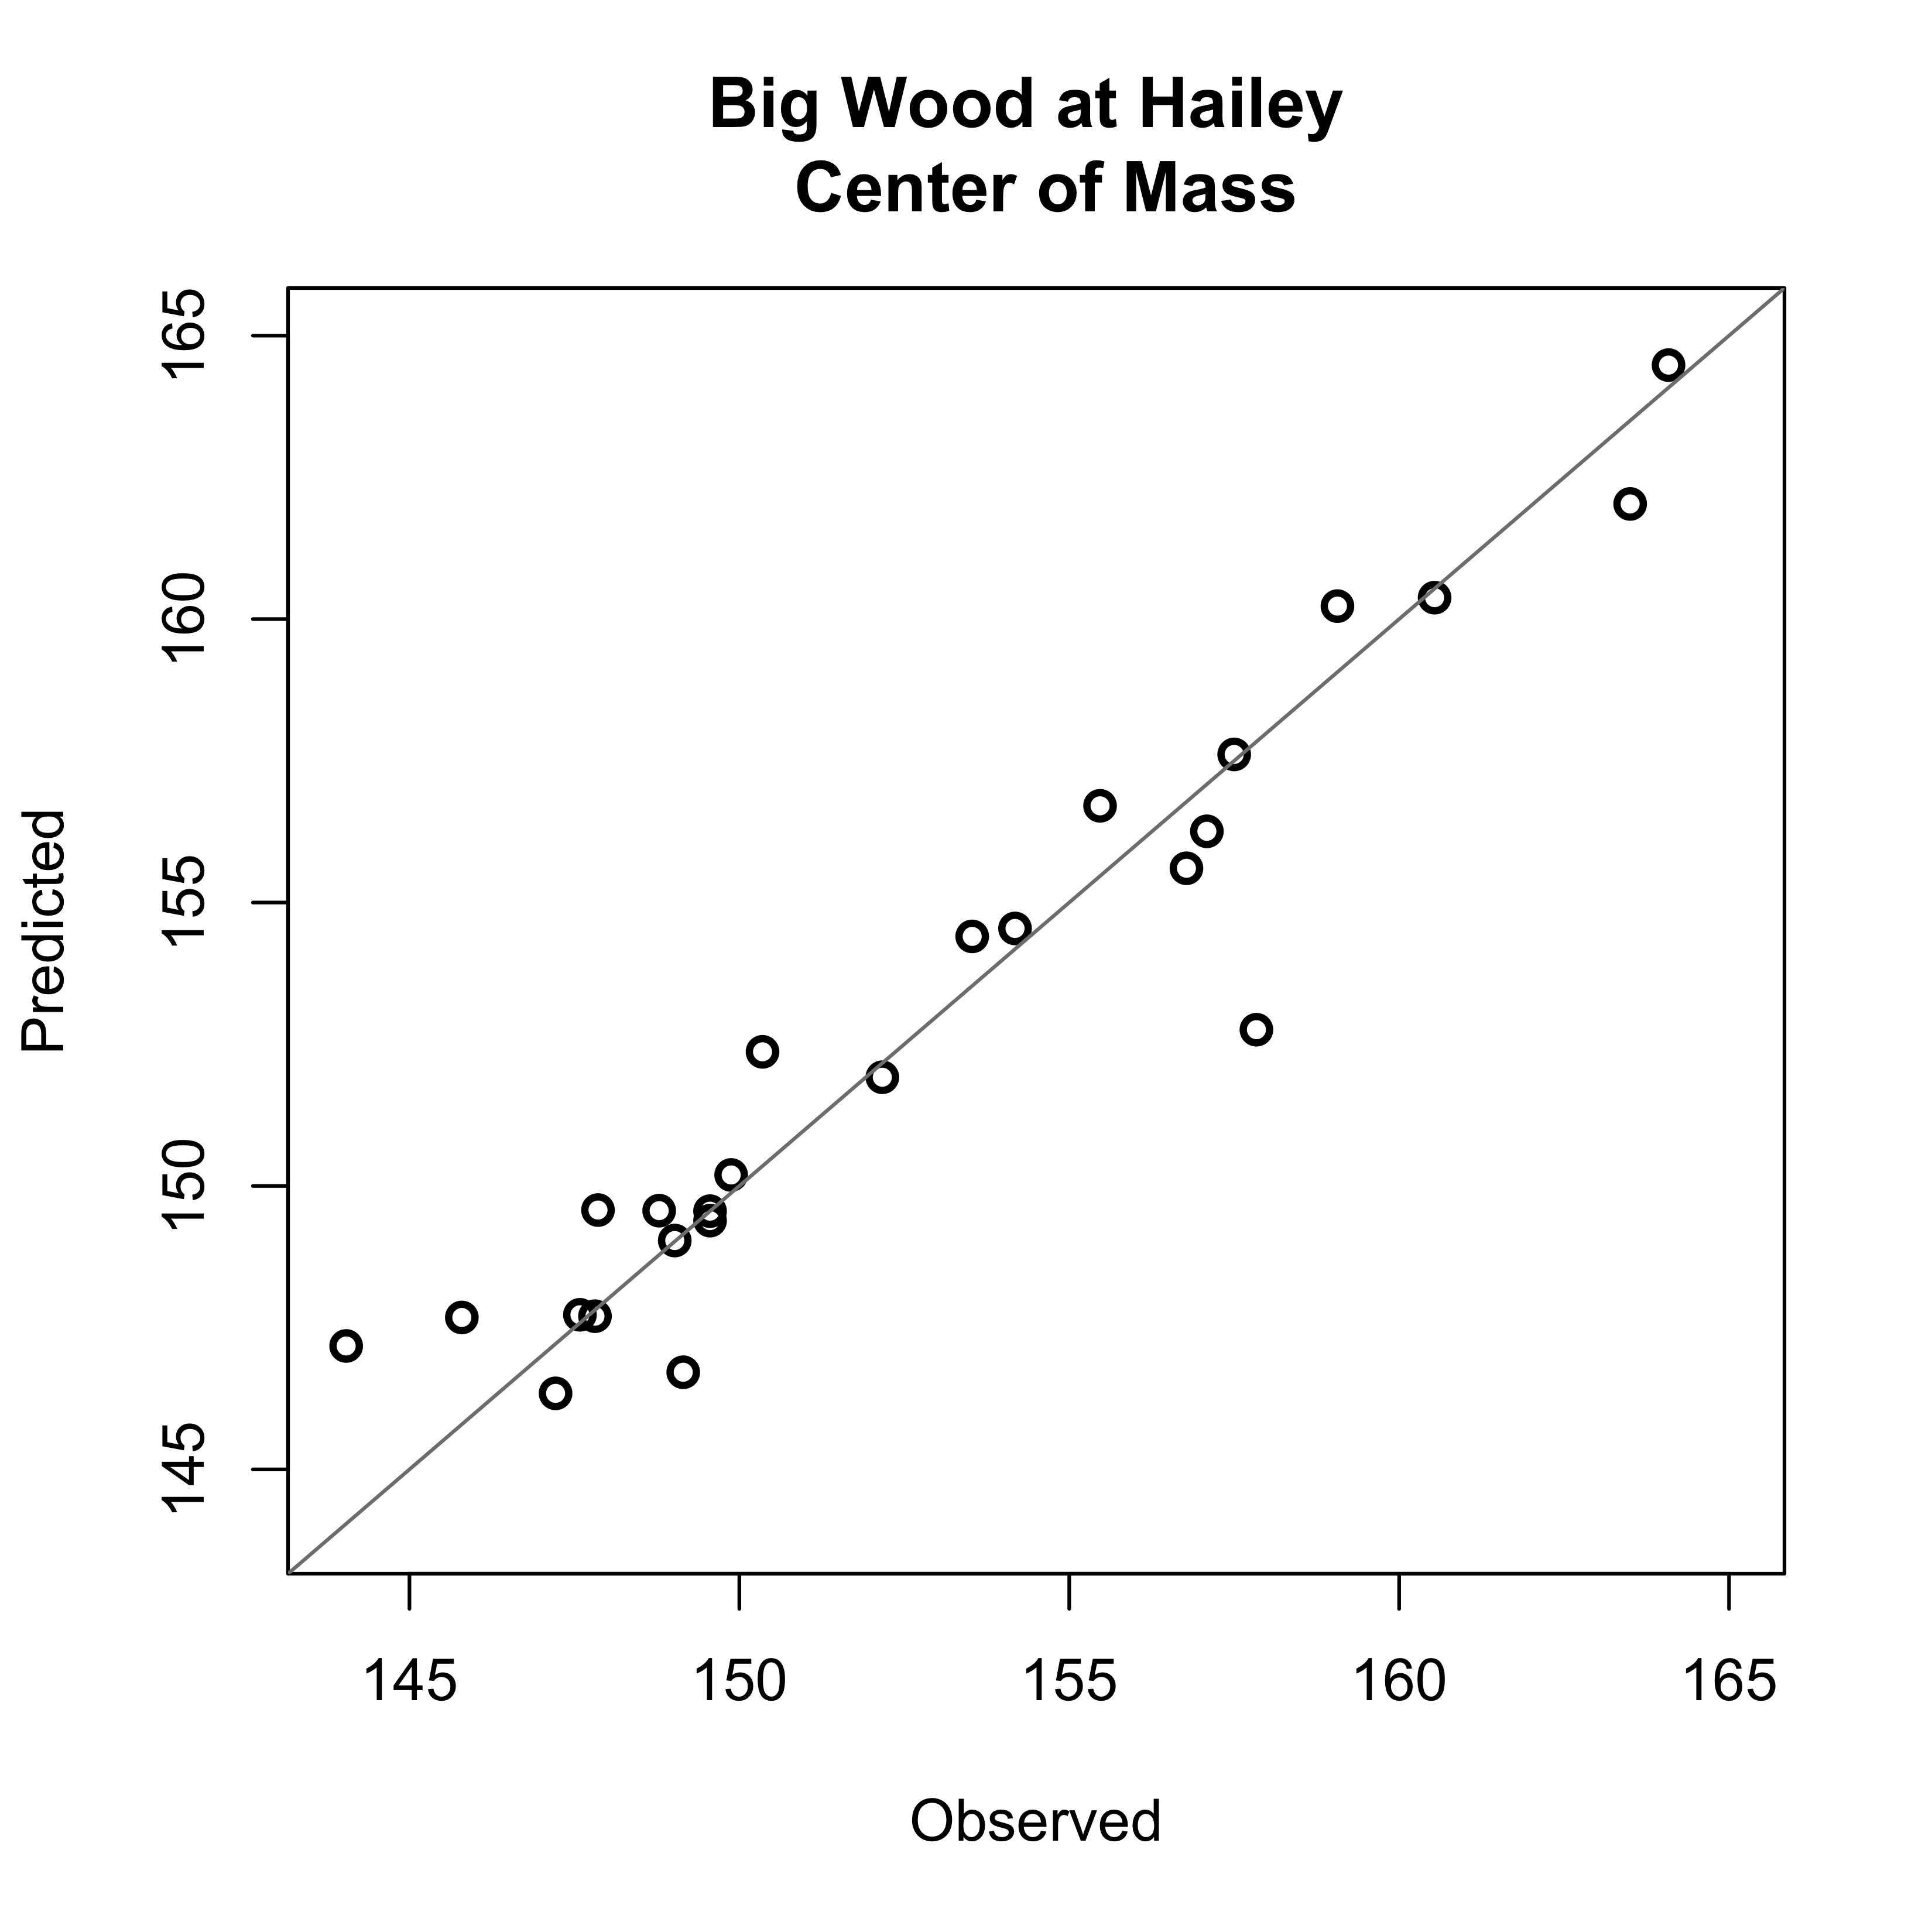 Big Wood at Hailey
Center of Mass
165
160
155
150
145
Predicted
145 150 155 160 165
Observed